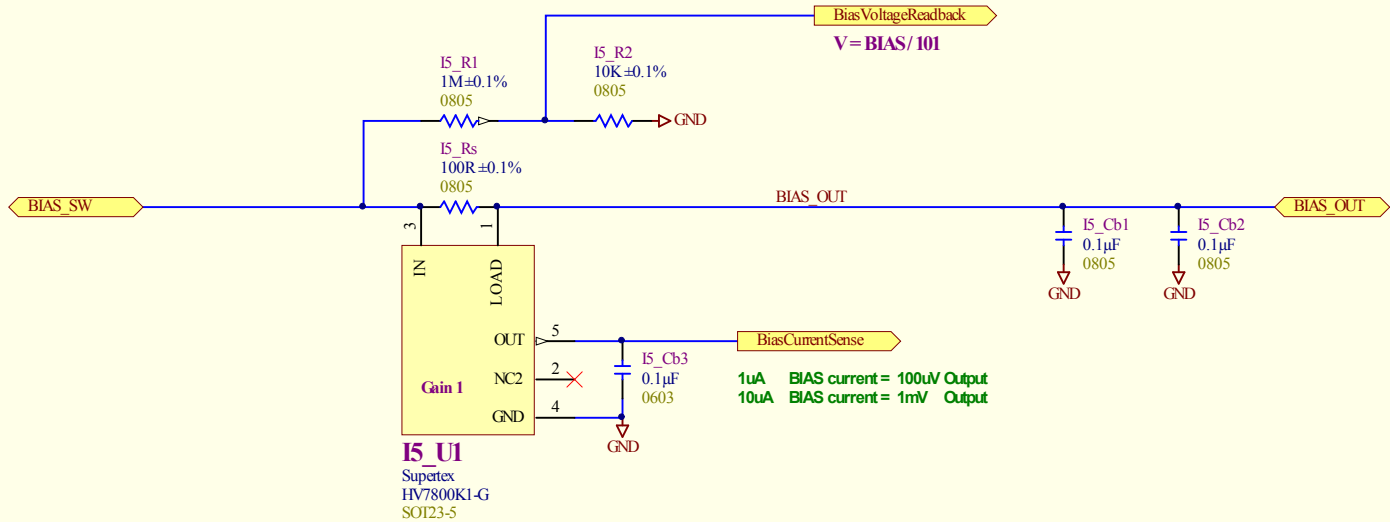 BiasVoltageReadback
V = BIAS / 101
I5_R1
1M±0.1%
0805
I5_R2
10K ±0.1%
0805
GND
I5_Rs
100R ±0.1%
0805
BIAS_SW
BIAS_OUT
BIAS_OUT
3
1
IN
LOAD
I5_Cb1
0.1µF
0805
GND
I5_Cb2
0.1µF
0805
GND
OUT
5
BiasCurrentSense
NC2
2
Gain 1
GND
4
I5_Cb3
0.1µF
0603
GND
1uA BIAS current = 100uV Output
10uA BIAS current = 1mV Output
I5_U1
Supertex
HV7800K1-G
SOT23-5